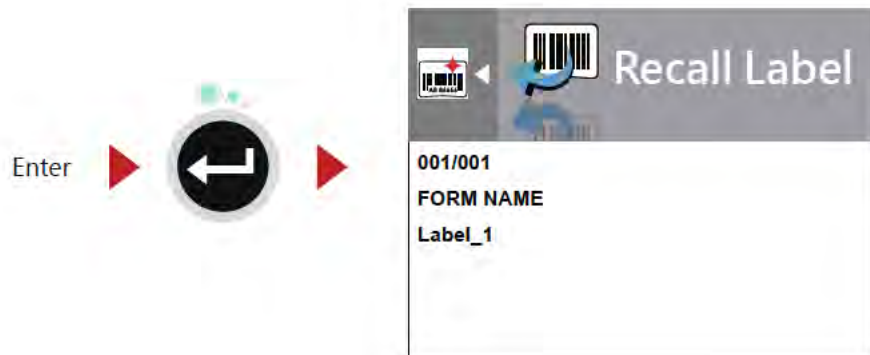 Enter
Recall Label
001/001
FORM NAME
Label_1